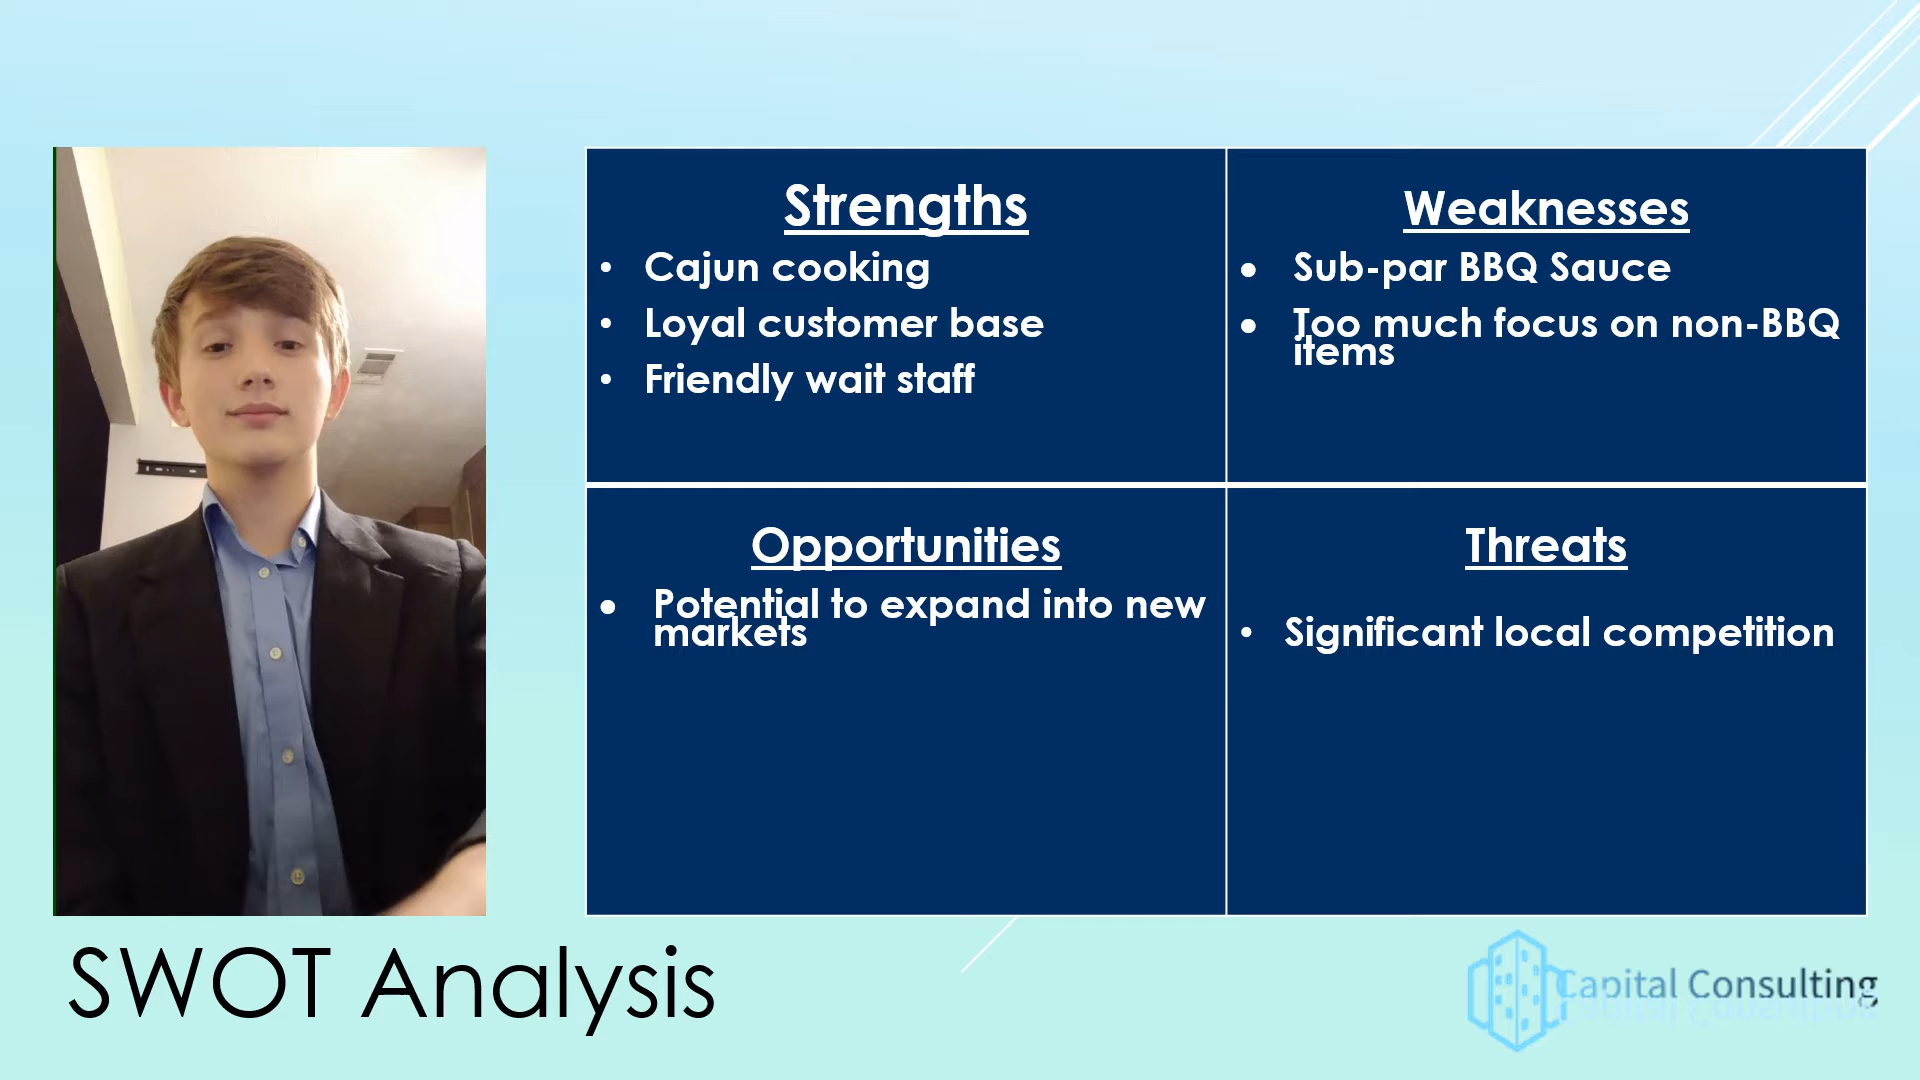 Strengths
• Cajun cooking
• Loyal customer base
• Friendly wait staff
Weaknesses
● Sub-par BBQ Sauce
● Too much focus on non-BBQ
items
Opportunities
● Potential to expand into new
markets
Threats
• Significant local competition
SWOT Analysis
Capital Consulting